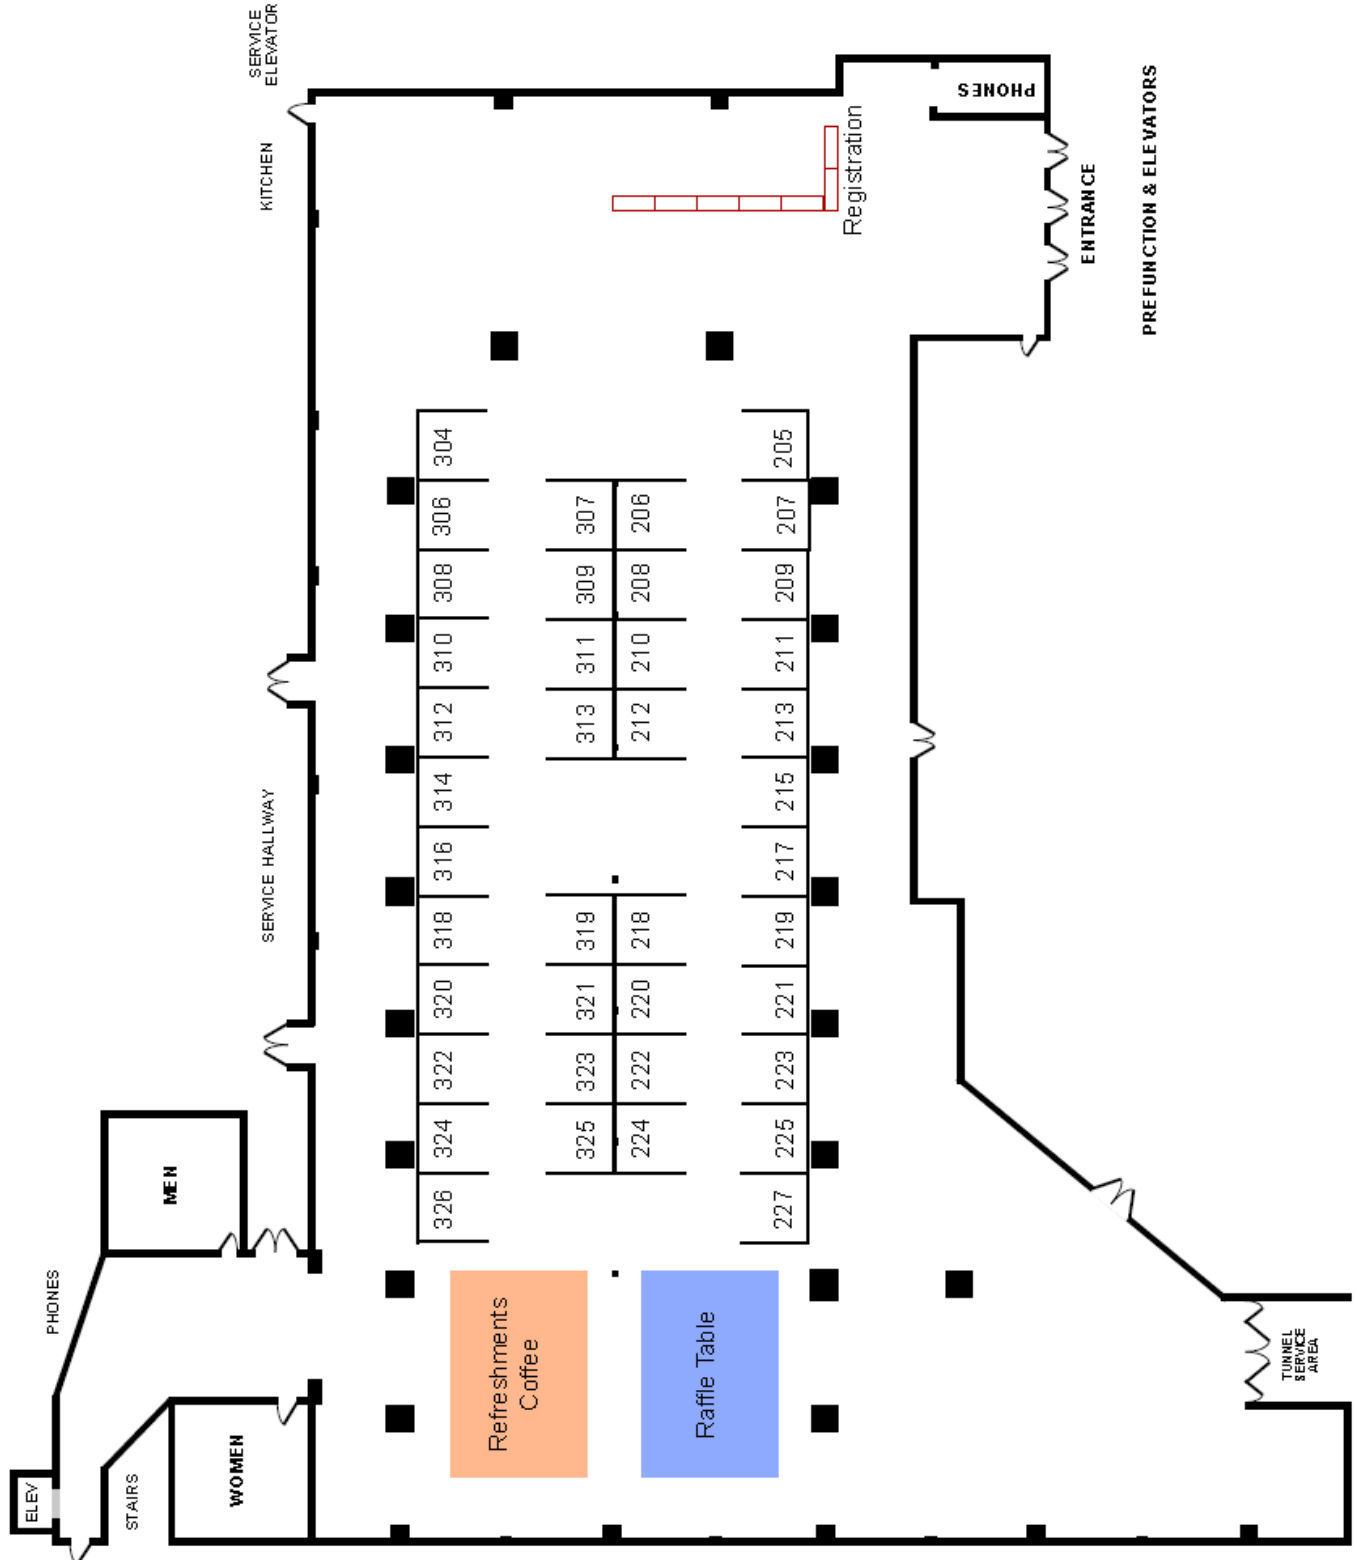 SERVICE
ELEVATOR
KITCHEN
PHONES
Registration
ENTRANCE
PREFUNCTION & ELEVATORS
SERVICE HALLWAY
304
306
308
310
312
314
316
318
320
322
324
326
307
309
311
313
319
321
323
325
206
208
210
212
218
220
222
224
205
207
209
211
213
215
217
219
221
223
225
227
MEN
PHONES
Refreshments
Coffee
Raffle Table
TUNNEL
SERVICE
AREA
WOMEN
STAIRS
ELEV